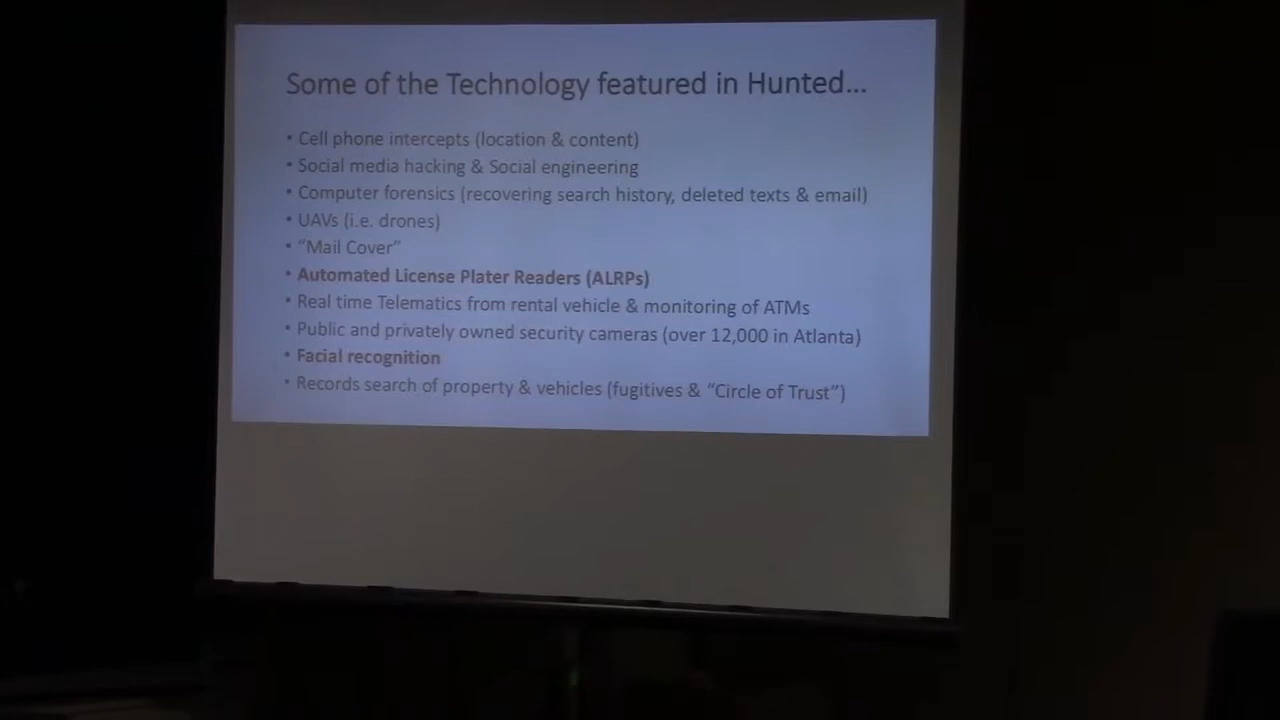 Some of the Technology featured in Hunted...
• Cell phone intercepts (location & content)
• Social media hacking & Social engineering
• Computer forensics (recovering search history, deleted texts & email)
• UAVs (i.e. drones)
• “Mail Cover”
• Automated License Plater Readers (ALRPs)
• Real time Telematics from rental vehicle & monitoring of ATMs
• Public and privately owned security cameras (over 12,000 in Atlanta)
• Facial recognition
• Records search of property & vehicles (fugitives & “Circle of Trust”)